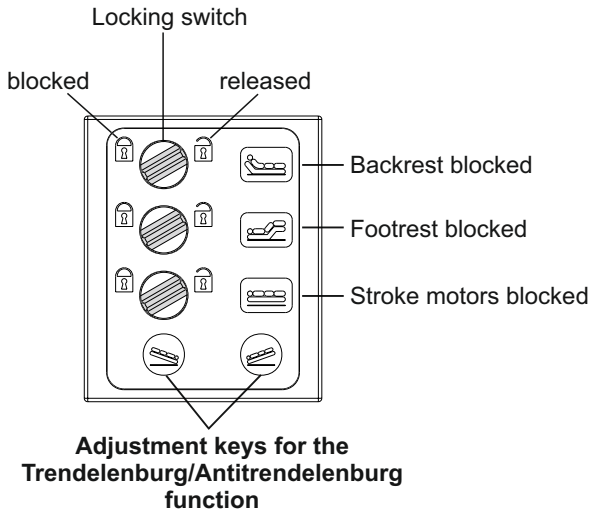 Locking switch
blocked
released
Backrest blocked
Footrest blocked
Stroke motors blocked
Adjustment keys for the
Trendelenburg/Antitrendelenburg
function